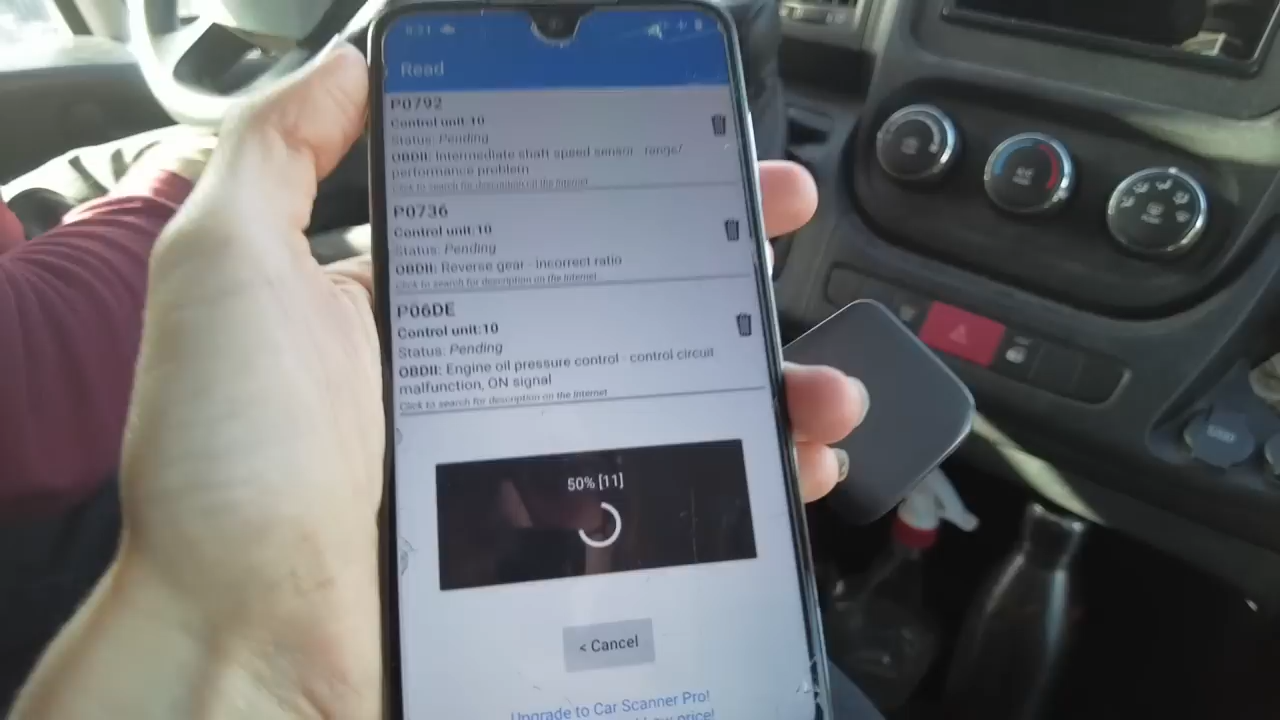 8:31
Read
P0792
Control unit:10
Status: Pending
OBDII: Intermediate shaft speed sensor - range/
performance problem
Click to search for description on the Internet
P0736
Control unit:10
Status: Pending
OBDII: Reverse gear - incorrect ratio
Click to search for description on the Internet
P06DE
Control unit:10
Status: Pending
OBDII: Engine oil pressure control - control circuit
malfunction, ON signal
Click to search for description on the Internet
50% [11]
< Cancel
Upgrade to Car Scanner Pro!
price!